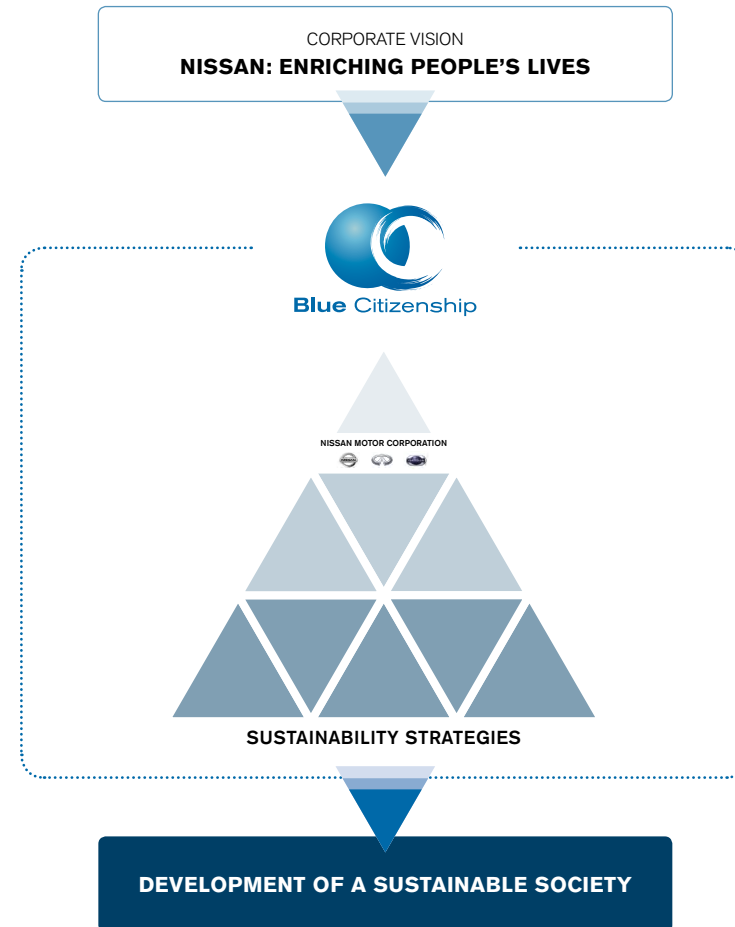 CORPORATE VISION
NISSAN: ENRICHING PEOPLE’S LIVES
Blue Citizenship
NISSAN MOTOR CORPORATION
SUSTAINABILITY STRATEGIES
DEVELOPMENT OF A SUSTAINABLE SOCIETY